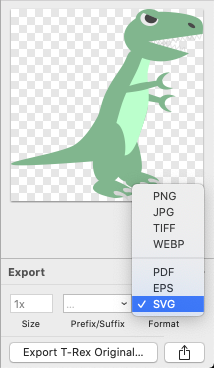 PNG
JPG
TIFF
WEBP
PDF
EPS
✓ SVG
Export
1x
...
Size Prefix/Suffix Format
Export T-Rex Original...